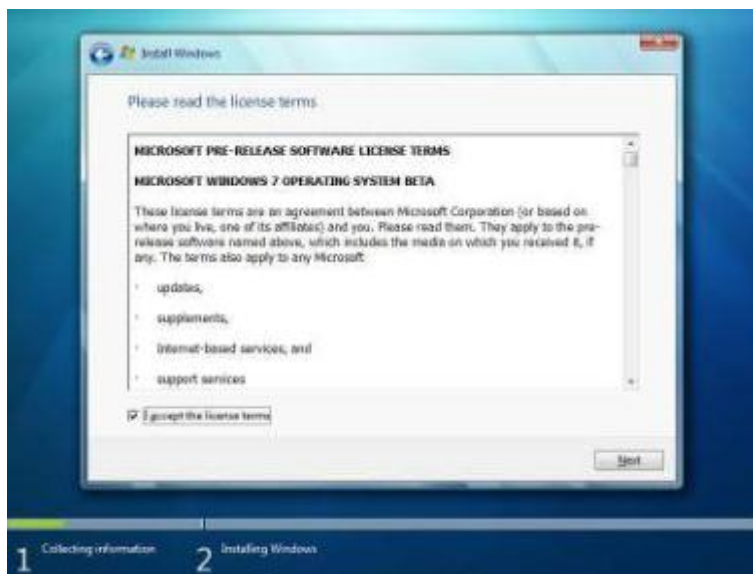 Install Windows
Please read the license terms
MICROSOFT PRE-RELEASE SOFTWARE LICENSE TERMS
MICROSOFT WINDOWS 7 OPERATING SYSTEM BETA
These license terms are an agreement between Microsoft Corporation (or based on
where you live, one of its affiliates) and you. Please read them. They apply to the pre-
release software named above, which includes the media on which you received it, if
any. The terms also apply to any Microsoft
· updates,
· supplements,
· Internet-based services, and
· support services
I accept the license terms
Next
1 Collecting information
2 Installing Windows